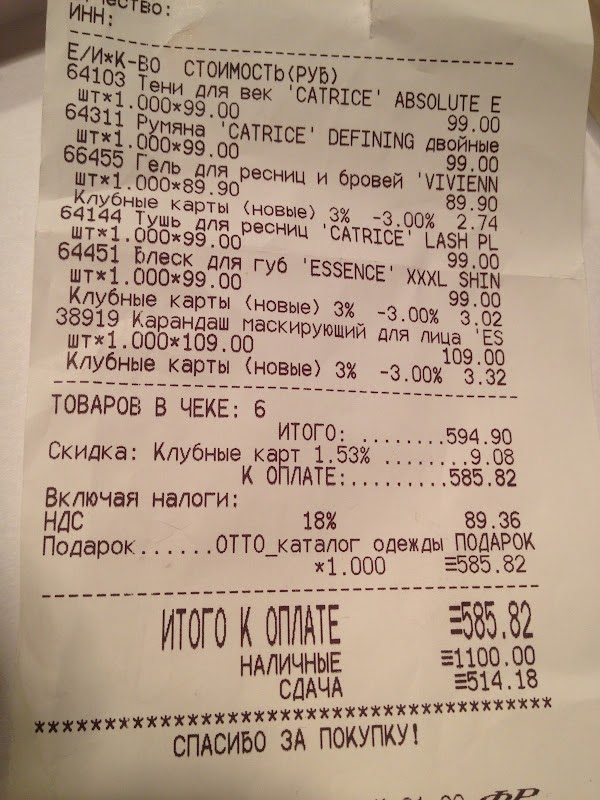 чество:
ИНН:
Е/И*К-ВО СТОИМОСТЬ(РУБ)
64103 Тени для век 'CATRICE' ABSOLUTE E
шт*1.000*99.00 99.00
64311 Румяна 'CATRICE' DEFINING двойные
шт*1.000*99.00 99.00
66455 Гель для ресниц и бровей 'VIVIENN
шт*1.000*89.90 89.90
Клубные карты (новые) 3% -3.00% 2.74
64144 Тушь для ресниц 'CATRICE' LASH PL
шт*1.000*99.00 99.00
64451 Блеск для губ 'ESSENCE' XXXL SHIN
шт*1.000*99.00 99.00
Клубные карты (новые) 3% -3.00% 3.02
38919 Карандаш маскирующий для лица 'ES
шт*1.000*109.00 109.00
Клубные карты (новые) 3% -3.00% 3.32
ТОВАРОВ В ЧЕКЕ: 6
ИТОГО: ........594.90
Скидка: Клубные карт 1.53% ........9.08
К ОПЛАТЕ:.........585.82
Включая налоги:
НДС 18% 89.36
Подарок......ОТТО_каталог одежды ПОДАРОК
*1.000 ≡585.82
ИТОГО К ОПЛАТЕ ≡585.82
НАЛИЧНЫЕ ≡1100.00
СДАЧА ≡514.18
****************************************
СПАСИБО ЗА ПОКУПКУ!